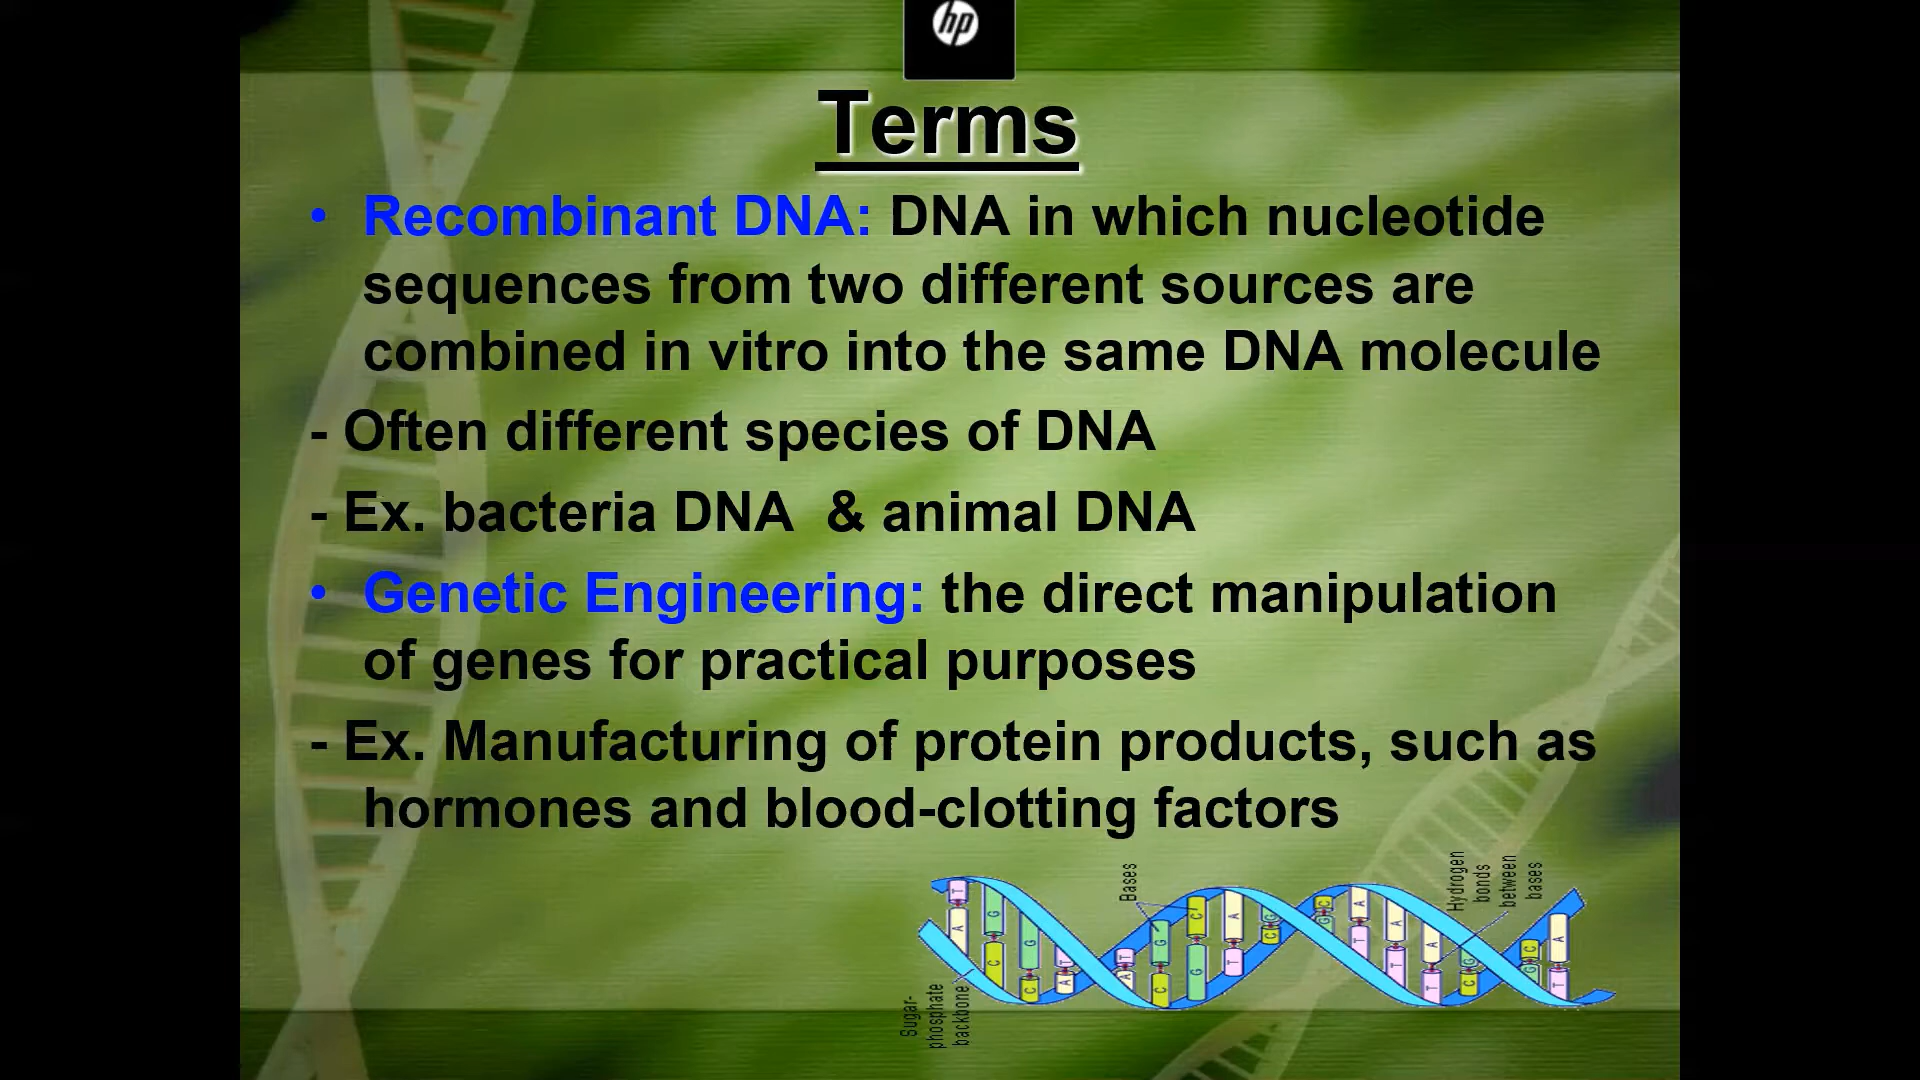 hp
Terms
• Recombinant DNA: DNA in which nucleotide
sequences from two different sources are
combined in vitro into the same DNA molecule
- Often different species of DNA
- Ex. bacteria DNA & animal DNA
• Genetic Engineering: the direct manipulation
of genes for practical purposes
- Ex. Manufacturing of protein products, such as
hormones and blood-clotting factors
Bases
Hydrogen
bonds
between
bases
Sugar-
phosphate
backbone